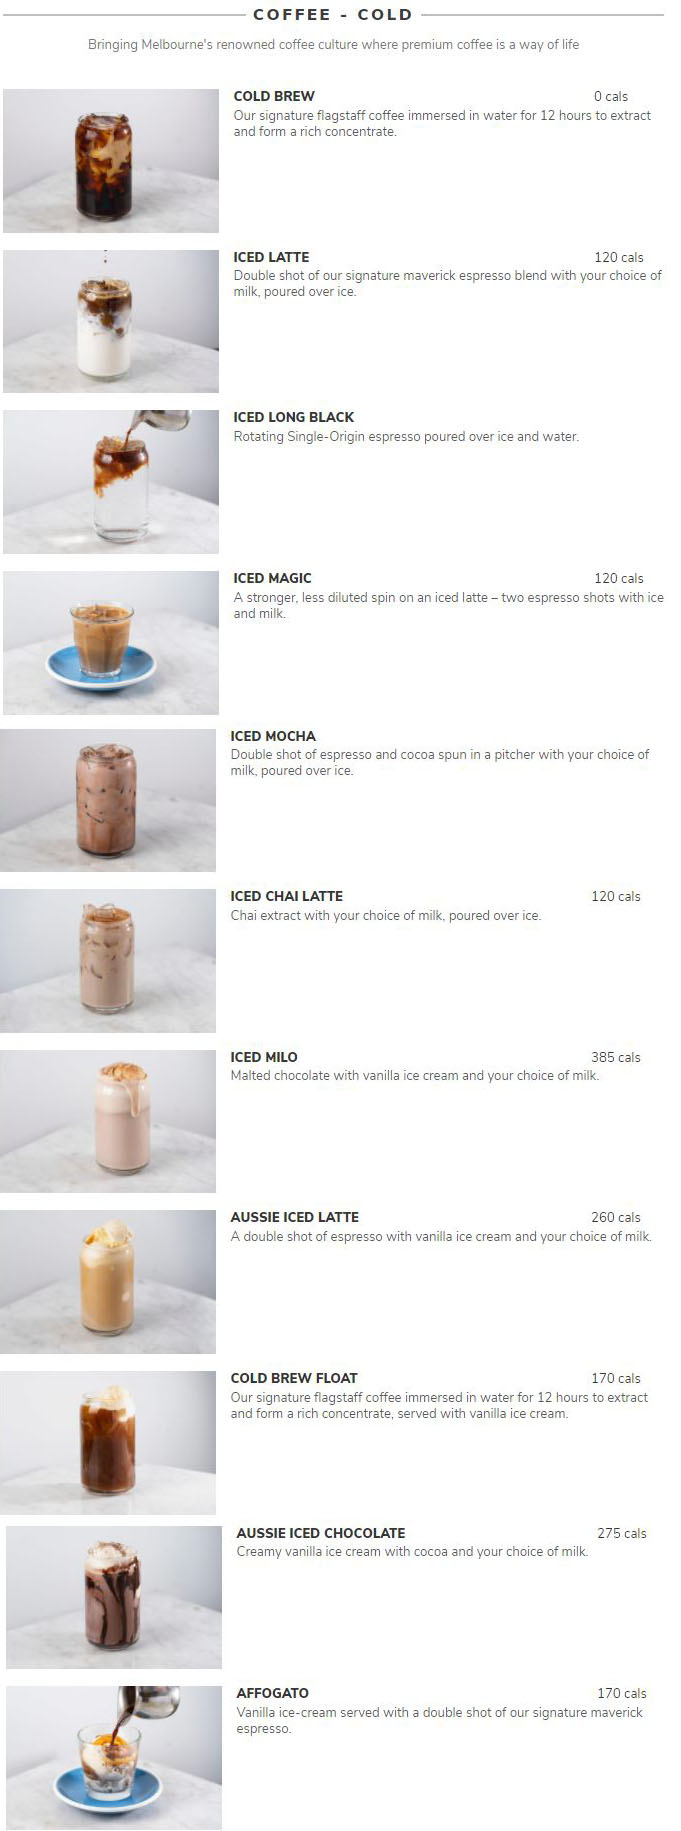 COFFEE - COLD
Bringing Melbourne's renowned coffee culture where premium coffee is a way of life
COLD BREW 0 cals
Our signature flagstaff coffee immersed in water for 12 hours to extract
and form a rich concentrate.
ICED LATTE 120 cals
Double shot of our signature maverick espresso blend with your choice of
milk, poured over ice.
ICED LONG BLACK
Rotating Single-Origin espresso poured over ice and water.
ICED MAGIC 120 cals
A stronger, less diluted spin on an iced latte – two espresso shots with ice
and milk.
ICED MOCHA
Double shot of espresso and cocoa spun in a pitcher with your choice of
milk, poured over ice.
ICED CHAI LATTE 120 cals
Chai extract with your choice of milk, poured over ice.
ICED MILO 385 cals
Malted chocolate with vanilla ice cream and your choice of milk.
AUSSIE ICED LATTE 260 cals
A double shot of espresso with vanilla ice cream and your choice of milk.
COLD BREW FLOAT 170 cals
Our signature flagstaff coffee immersed in water for 12 hours to extract
and form a rich concentrate, served with vanilla ice cream.
AUSSIE ICED CHOCOLATE 275 cals
Creamy vanilla ice cream with cocoa and your choice of milk.
AFFOGATO 170 cals
Vanilla ice-cream served with a double shot of our signature maverick
espresso.